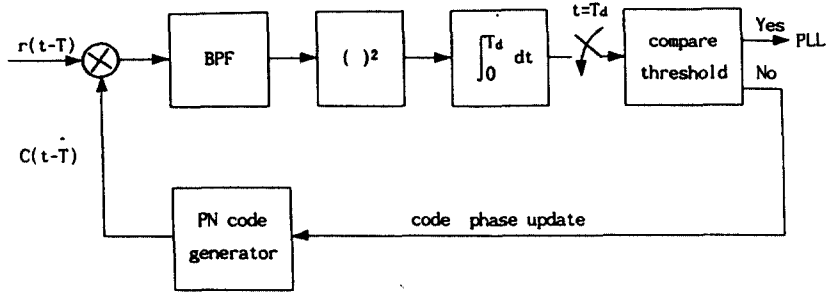 t=Td
r(t-T)
BPF
( )²
∫₀Td dt
compare
threshold
Yes
PLL
No
C(t-Ṫ)
PN code
generator
code phase update